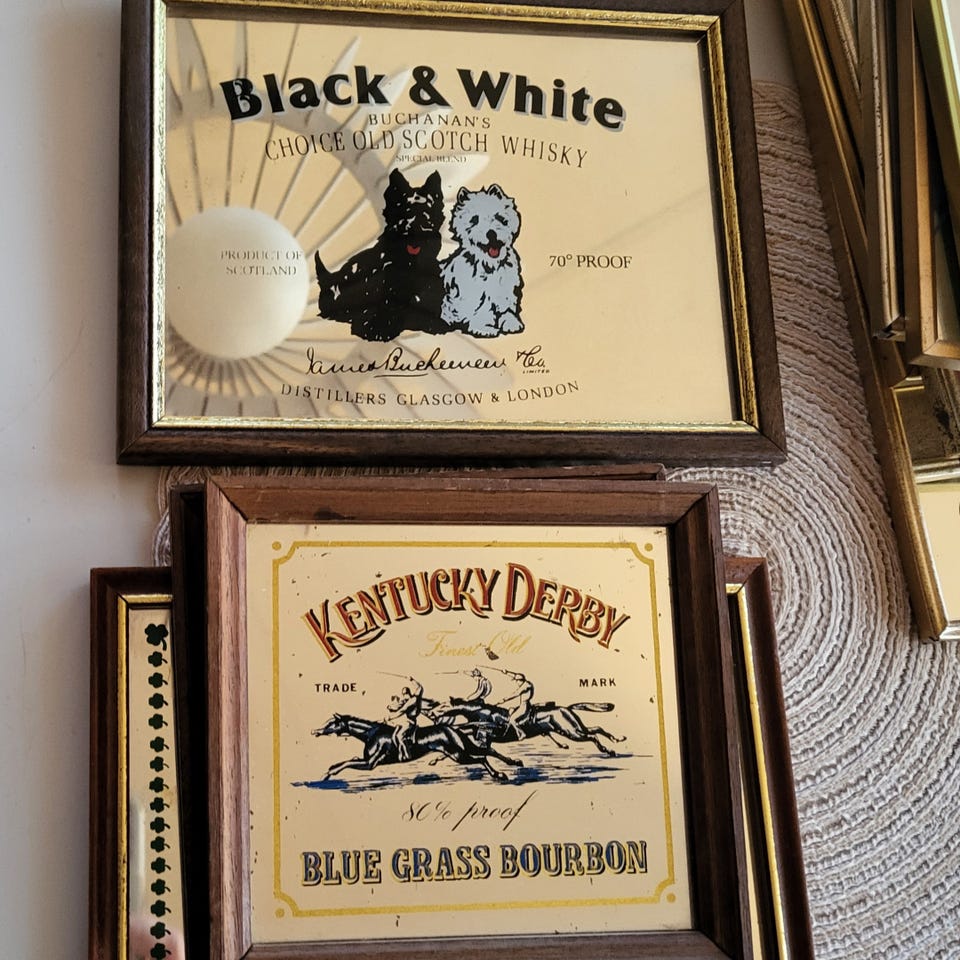 Black & White
BUCHANAN'S
CHOICE OLD SCOTCH WHISKY
SPECIAL BLEND
PRODUCT OF
SCOTLAND
70° PROOF
James Buchanan & Co.
LIMITED
DISTILLERS GLASGOW & LONDON
KENTUCKY DERBY
Finest Old
TRADE MARK
80% proof
BLUE GRASS BOURBON